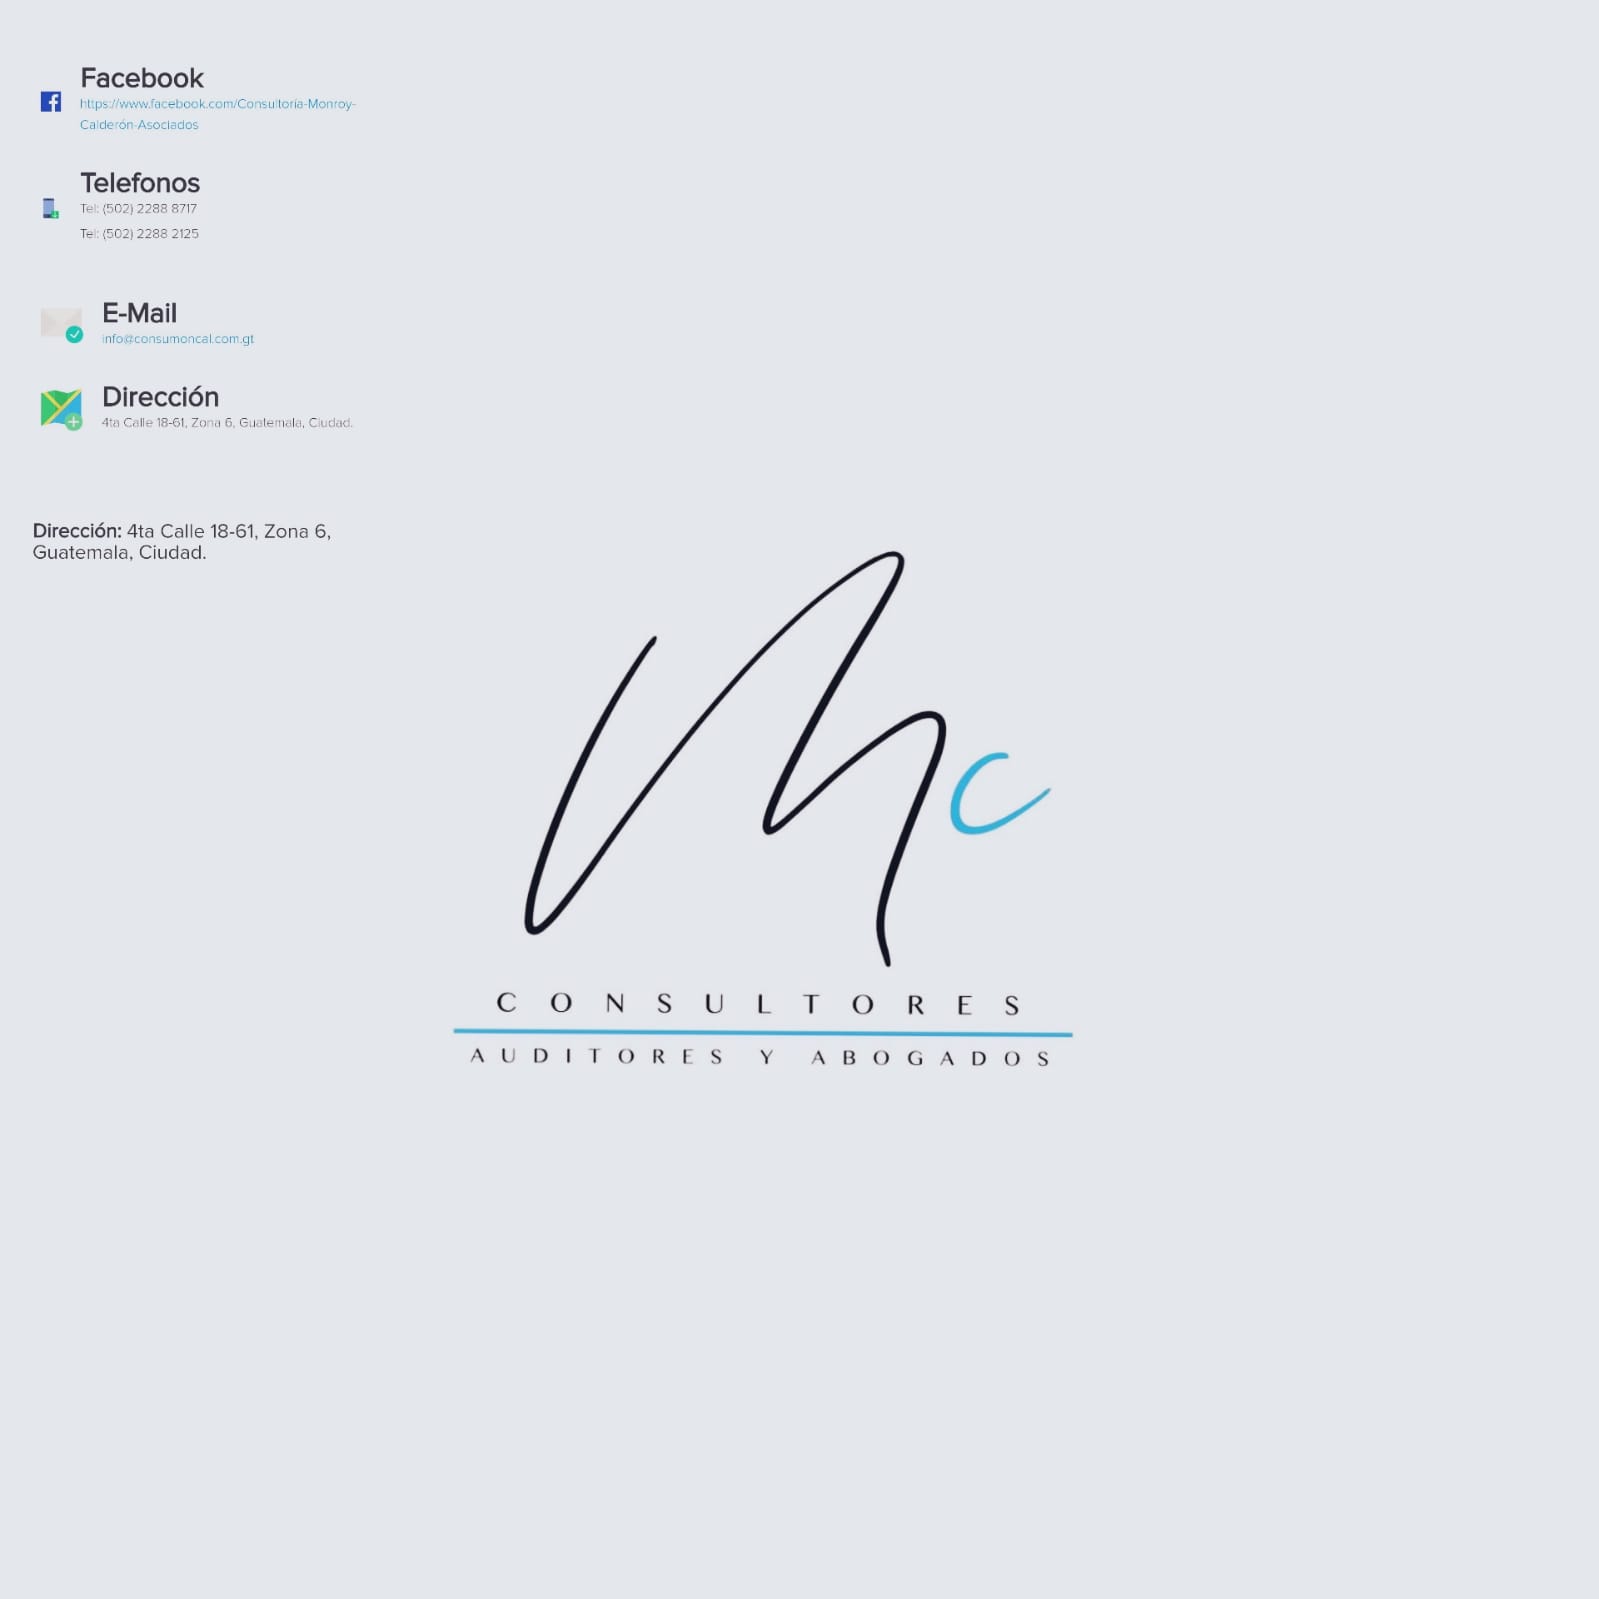 Facebook
https://www.facebook.com/Consultoría-Monroy-
Calderón-Asociados
Telefonos
Tel: (502) 2288 8717
Tel: (502) 2288 2125
E-Mail
info@consumoncal.com.gt
Dirección
4ta Calle 18-61, Zona 6, Guatemala, Ciudad.
Dirección: 4ta Calle 18-61, Zona 6,
Guatemala, Ciudad.
Mc
CONSULTORES
AUDITORES Y ABOGADOS